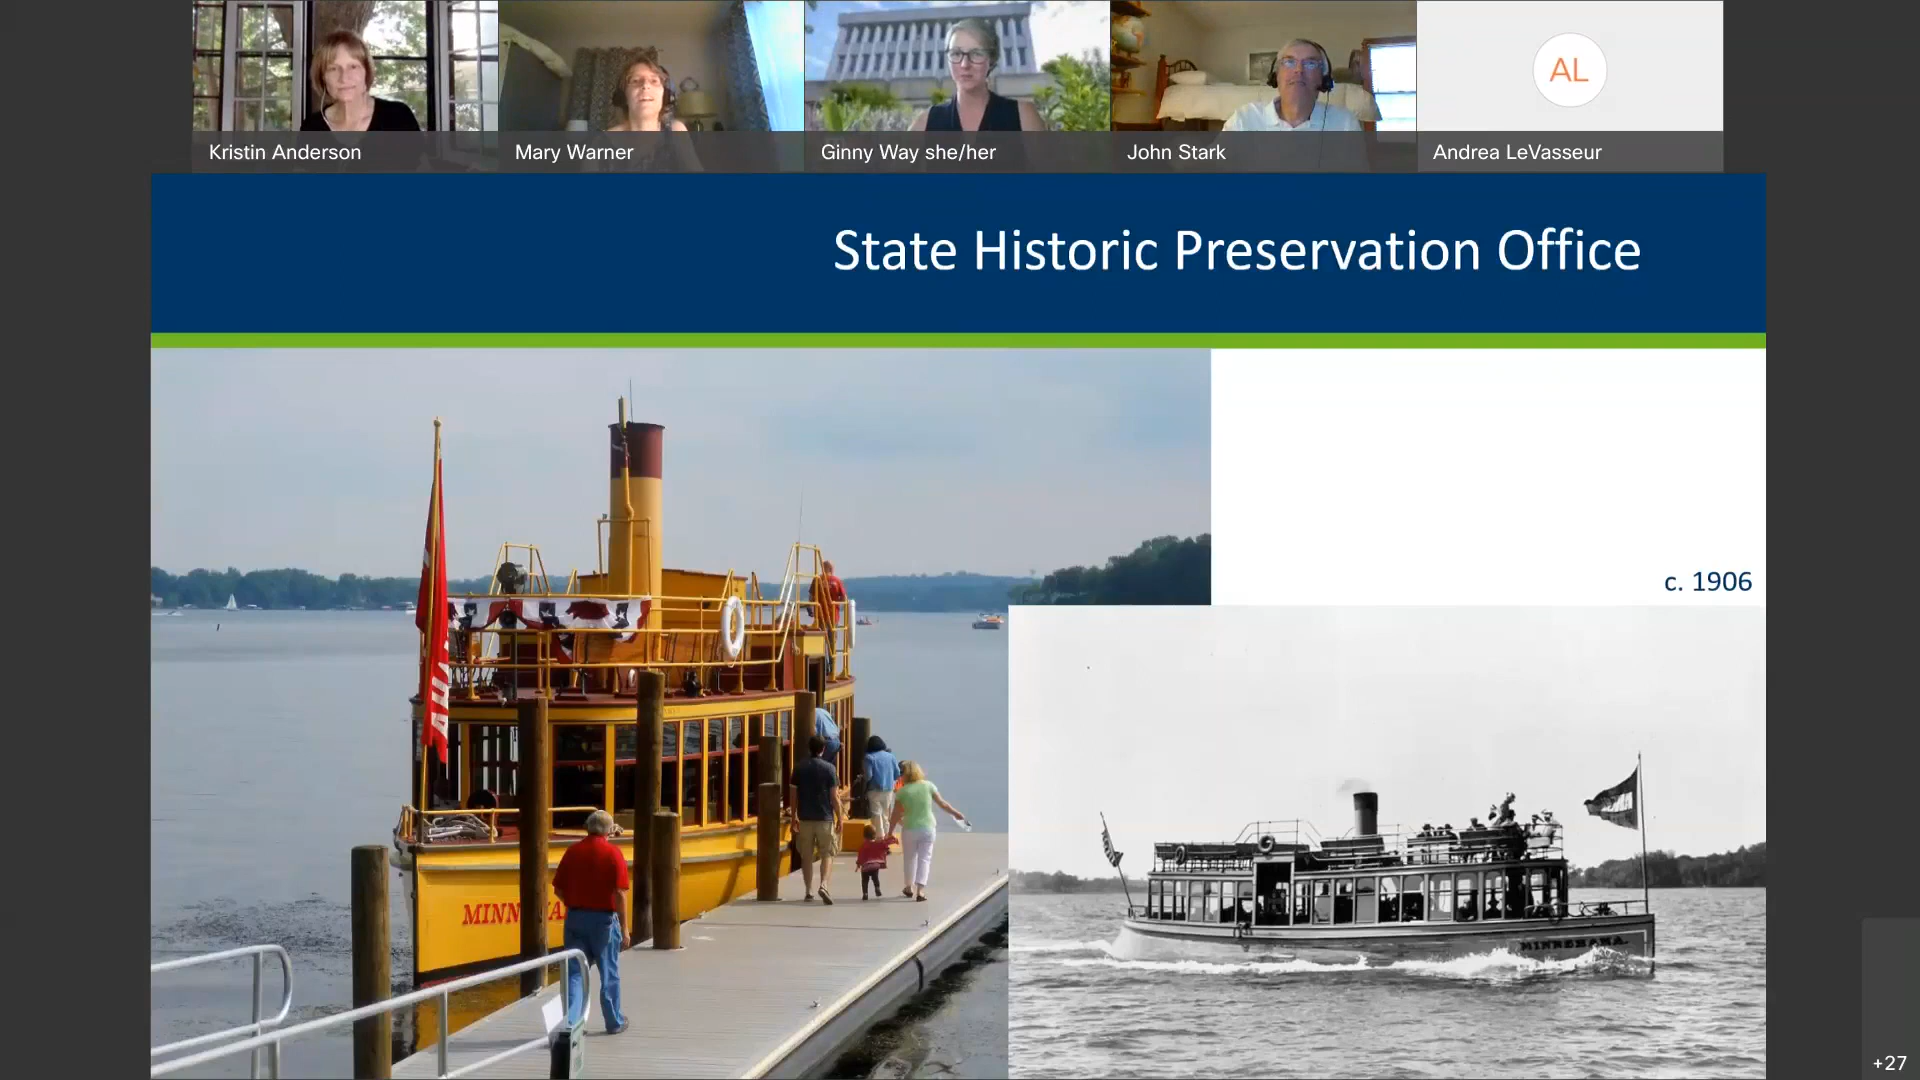 Kristin Anderson
Mary Warner
Ginny Way she/her
John Stark
AL
Andrea LeVasseur
State Historic Preservation Office
c. 1906
MINNEHAHA
+27